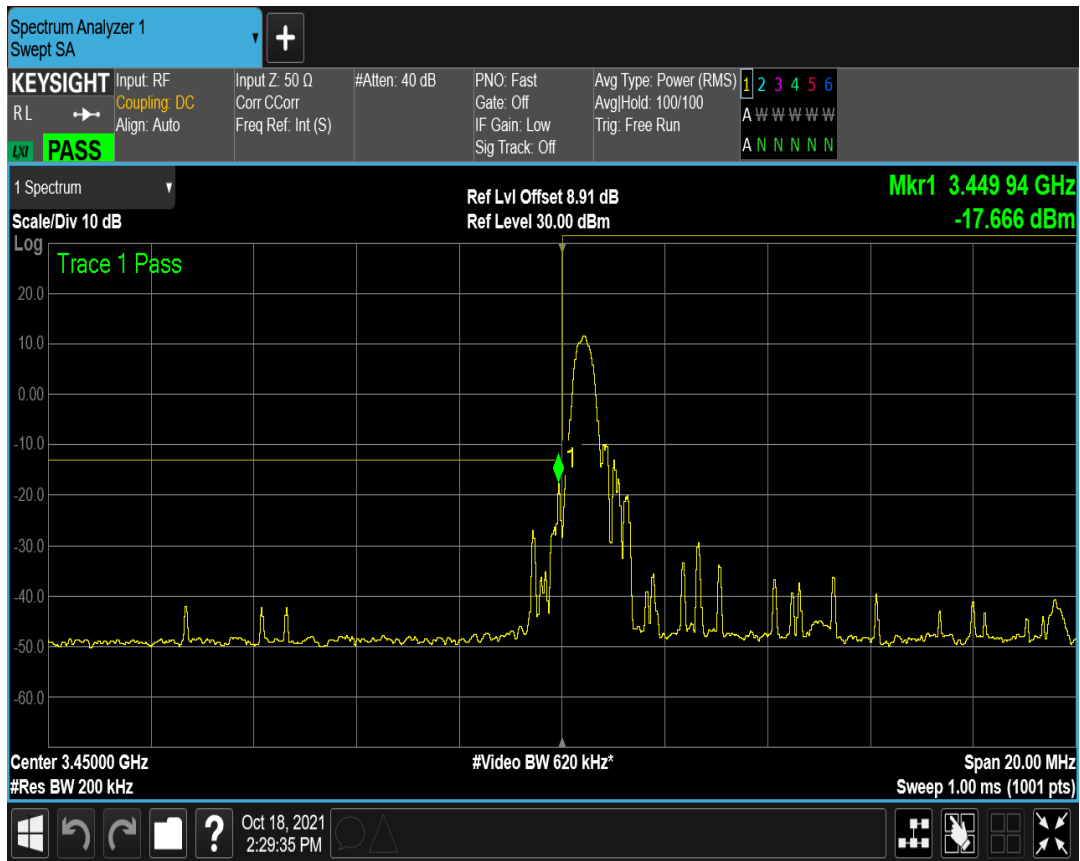 Spectrum Analyzer 1
Swept SA
+
KEYSIGHT
RL
LXI PASS
Input: RF
Coupling: DC
Align: Auto
Input Z: 50 Ω
Corr CCorr
Freq Ref: Int (S)
#Atten: 40 dB
PNO: Fast
Gate: Off
IF Gain: Low
Sig Track: Off
Avg Type: Power (RMS)
Avg|Hold: 100/100
Trig: Free Run
1 2 3 4 5 6
A W W W W W
A N N N N N
1 Spectrum
Scale/Div 10 dB
Ref Lvl Offset 8.91 dB
Ref Level 30.00 dBm
Mkr1 3.449 94 GHz
-17.666 dBm
Log
Trace 1 Pass
20.0
10.0
0.00
-10.0
1
-20.0
-30.0
-40.0
-50.0
-60.0
Center 3.45000 GHz
#Res BW 200 kHz
#Video BW 620 kHz*
Span 20.00 MHz
Sweep 1.00 ms (1001 pts)
?
Oct 18, 2021
2:29:35 PM